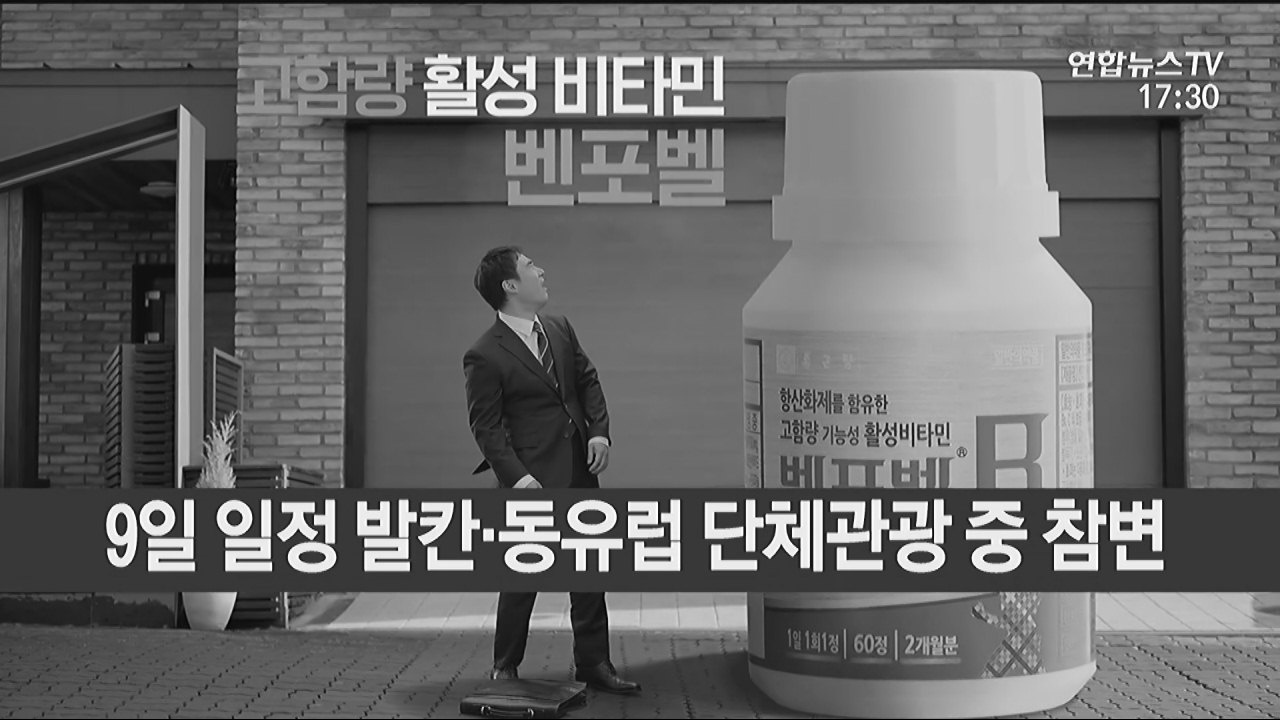 고함량 활성 비타민
벤포벨
연합뉴스TV
17:30
종근당
항산화제를 함유한
고함량 기능성 활성비타민
벤포벨® B
9일 일정 발칸·동유럽 단체관광 중 참변
1일 1회1정 | 60정 | 2개월분